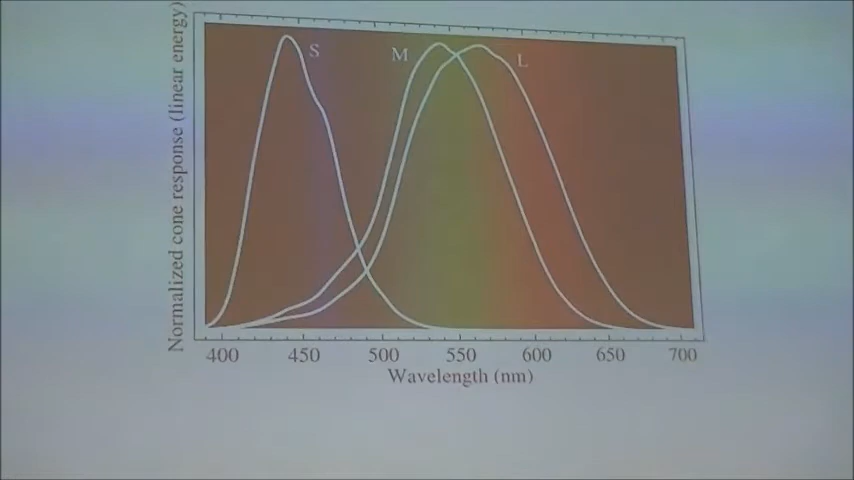 Normalized cone response (linear energy)
S
M
L
400 450 500 550 600 650 700
Wavelength (nm)